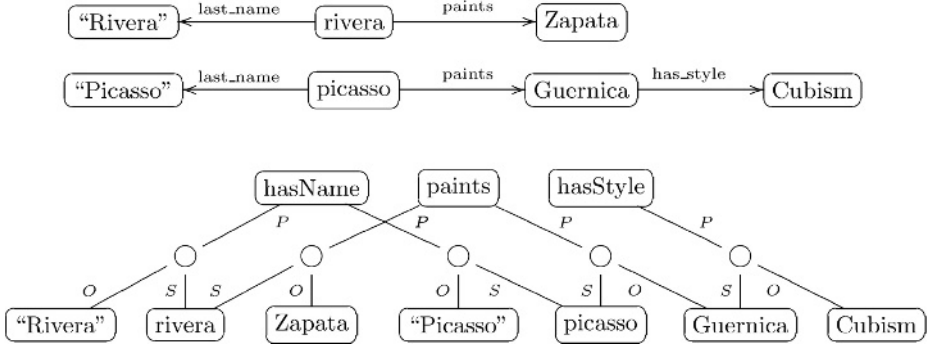 last_name paints
“Rivera” rivera Zapata
last_name paints has_style
“Picasso” picasso Guernica Cubism
hasName paints hasStyle
P P P P
O S S O O S S O S O
“Rivera” rivera Zapata “Picasso” picasso Guernica Cubism